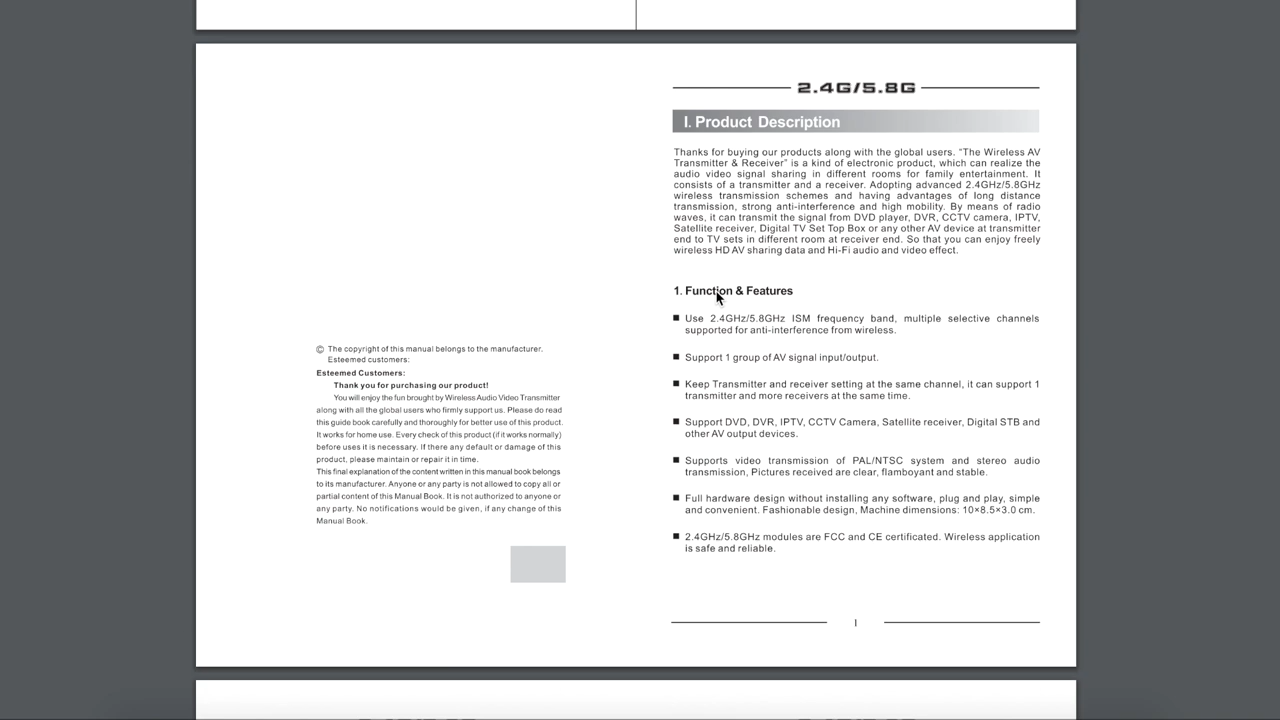 © The copyright of this manual belongs to the manufacturer.
Esteemed customers:
Esteemed Customers:
Thank you for purchasing our product!
You will enjoy the fun brought by Wireless Audio Video Transmitter
along with all the global users who firmly support us. Please do read
this guide book carefully and thoroughly for better use of this product.
It works for home use. Every check of this product (if it works normally)
before uses it is necessary. If there any default or damage of this
product, please maintain or repair it in time.
This final explanation of the content written in this manual book belongs
to its manufacturer. Anyone or any party is not allowed to copy all or
partial content of this Manual Book. It is not authorized to anyone or
any party. No notifications would be given, if any change of this
Manual Book.
2.4G/5.8G
I. Product Description
Thanks for buying our products along with the global users. “The Wireless AV
Transmitter & Receiver” is a kind of electronic product, which can realize the
audio video signal sharing in different rooms for family entertainment. It
consists of a transmitter and a receiver. Adopting advanced 2.4GHz/5.8GHz
wireless transmission schemes and having advantages of long distance
transmission, strong anti-interference and high mobility. By means of radio
waves, it can transmit the signal from DVD player, DVR, CCTV camera, IPTV,
Satellite receiver, Digital TV Set Top Box or any other AV device at transmitter
end to TV sets in different room at receiver end. So that you can enjoy freely
wireless HD AV sharing data and Hi-Fi audio and video effect.
1. Function & Features
■ Use 2.4GHz/5.8GHz ISM frequency band, multiple selective channels
supported for anti-interference from wireless.
■ Support 1 group of AV signal input/output.
■ Keep Transmitter and receiver setting at the same channel, it can support 1
transmitter and more receivers at the same time.
■ Support DVD, DVR, IPTV, CCTV Camera, Satellite receiver, Digital STB and
other AV output devices.
■ Supports video transmission of PAL/NTSC system and stereo audio
transmission, Pictures received are clear, flamboyant and stable.
■ Full hardware design without installing any software, plug and play, simple
and convenient. Fashionable design, Machine dimensions: 10×8.5×3.0 cm.
■ 2.4GHz/5.8GHz modules are FCC and CE certificated. Wireless application
is safe and reliable.
I